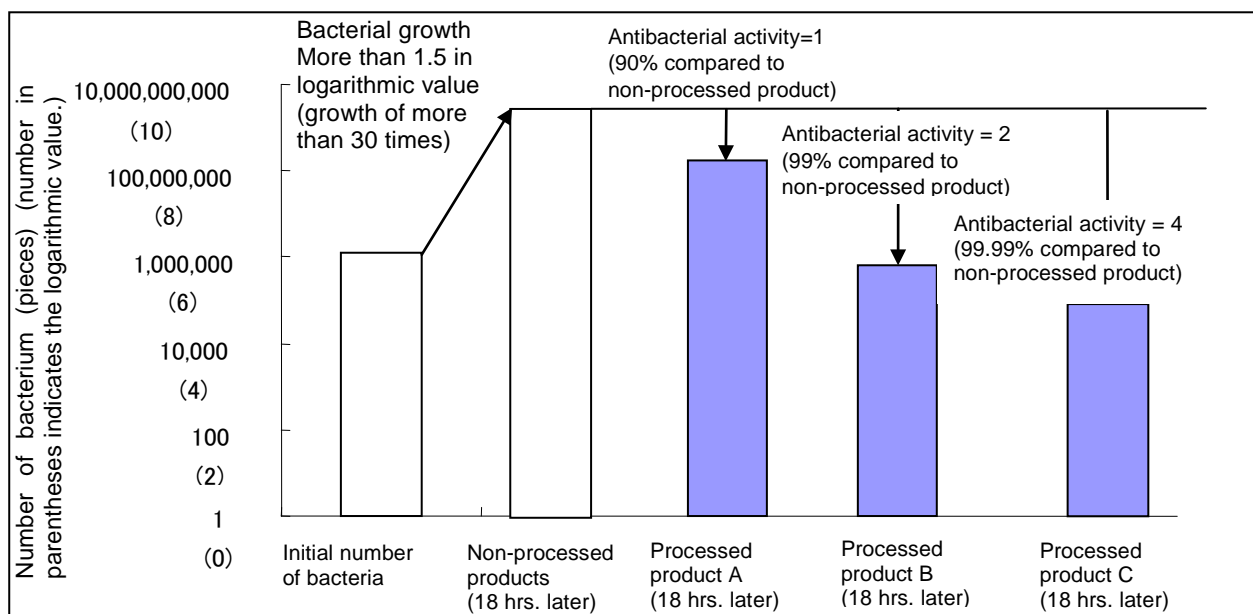 Number of bacterium (pieces) (number in
parentheses indicates the logarithmic value.)
10,000,000,000
(10)
100,000,000
(8)
1,000,000
(6)
10,000
(4)
100
(2)
1
(0)
Bacterial growth
More than 1.5 in
logarithmic value
(growth of more
than 30 times)
Antibacterial activity=1
(90% compared to
non-processed product)
Antibacterial activity = 2
(99% compared to
non-processed product)
Antibacterial activity = 4
(99.99% compared to
non-processed product)
Initial number
of bacteria
Non-processed
products
(18 hrs. later)
Processed
product A
(18 hrs. later)
Processed
product B
(18 hrs. later)
Processed
product C
(18 hrs. later)